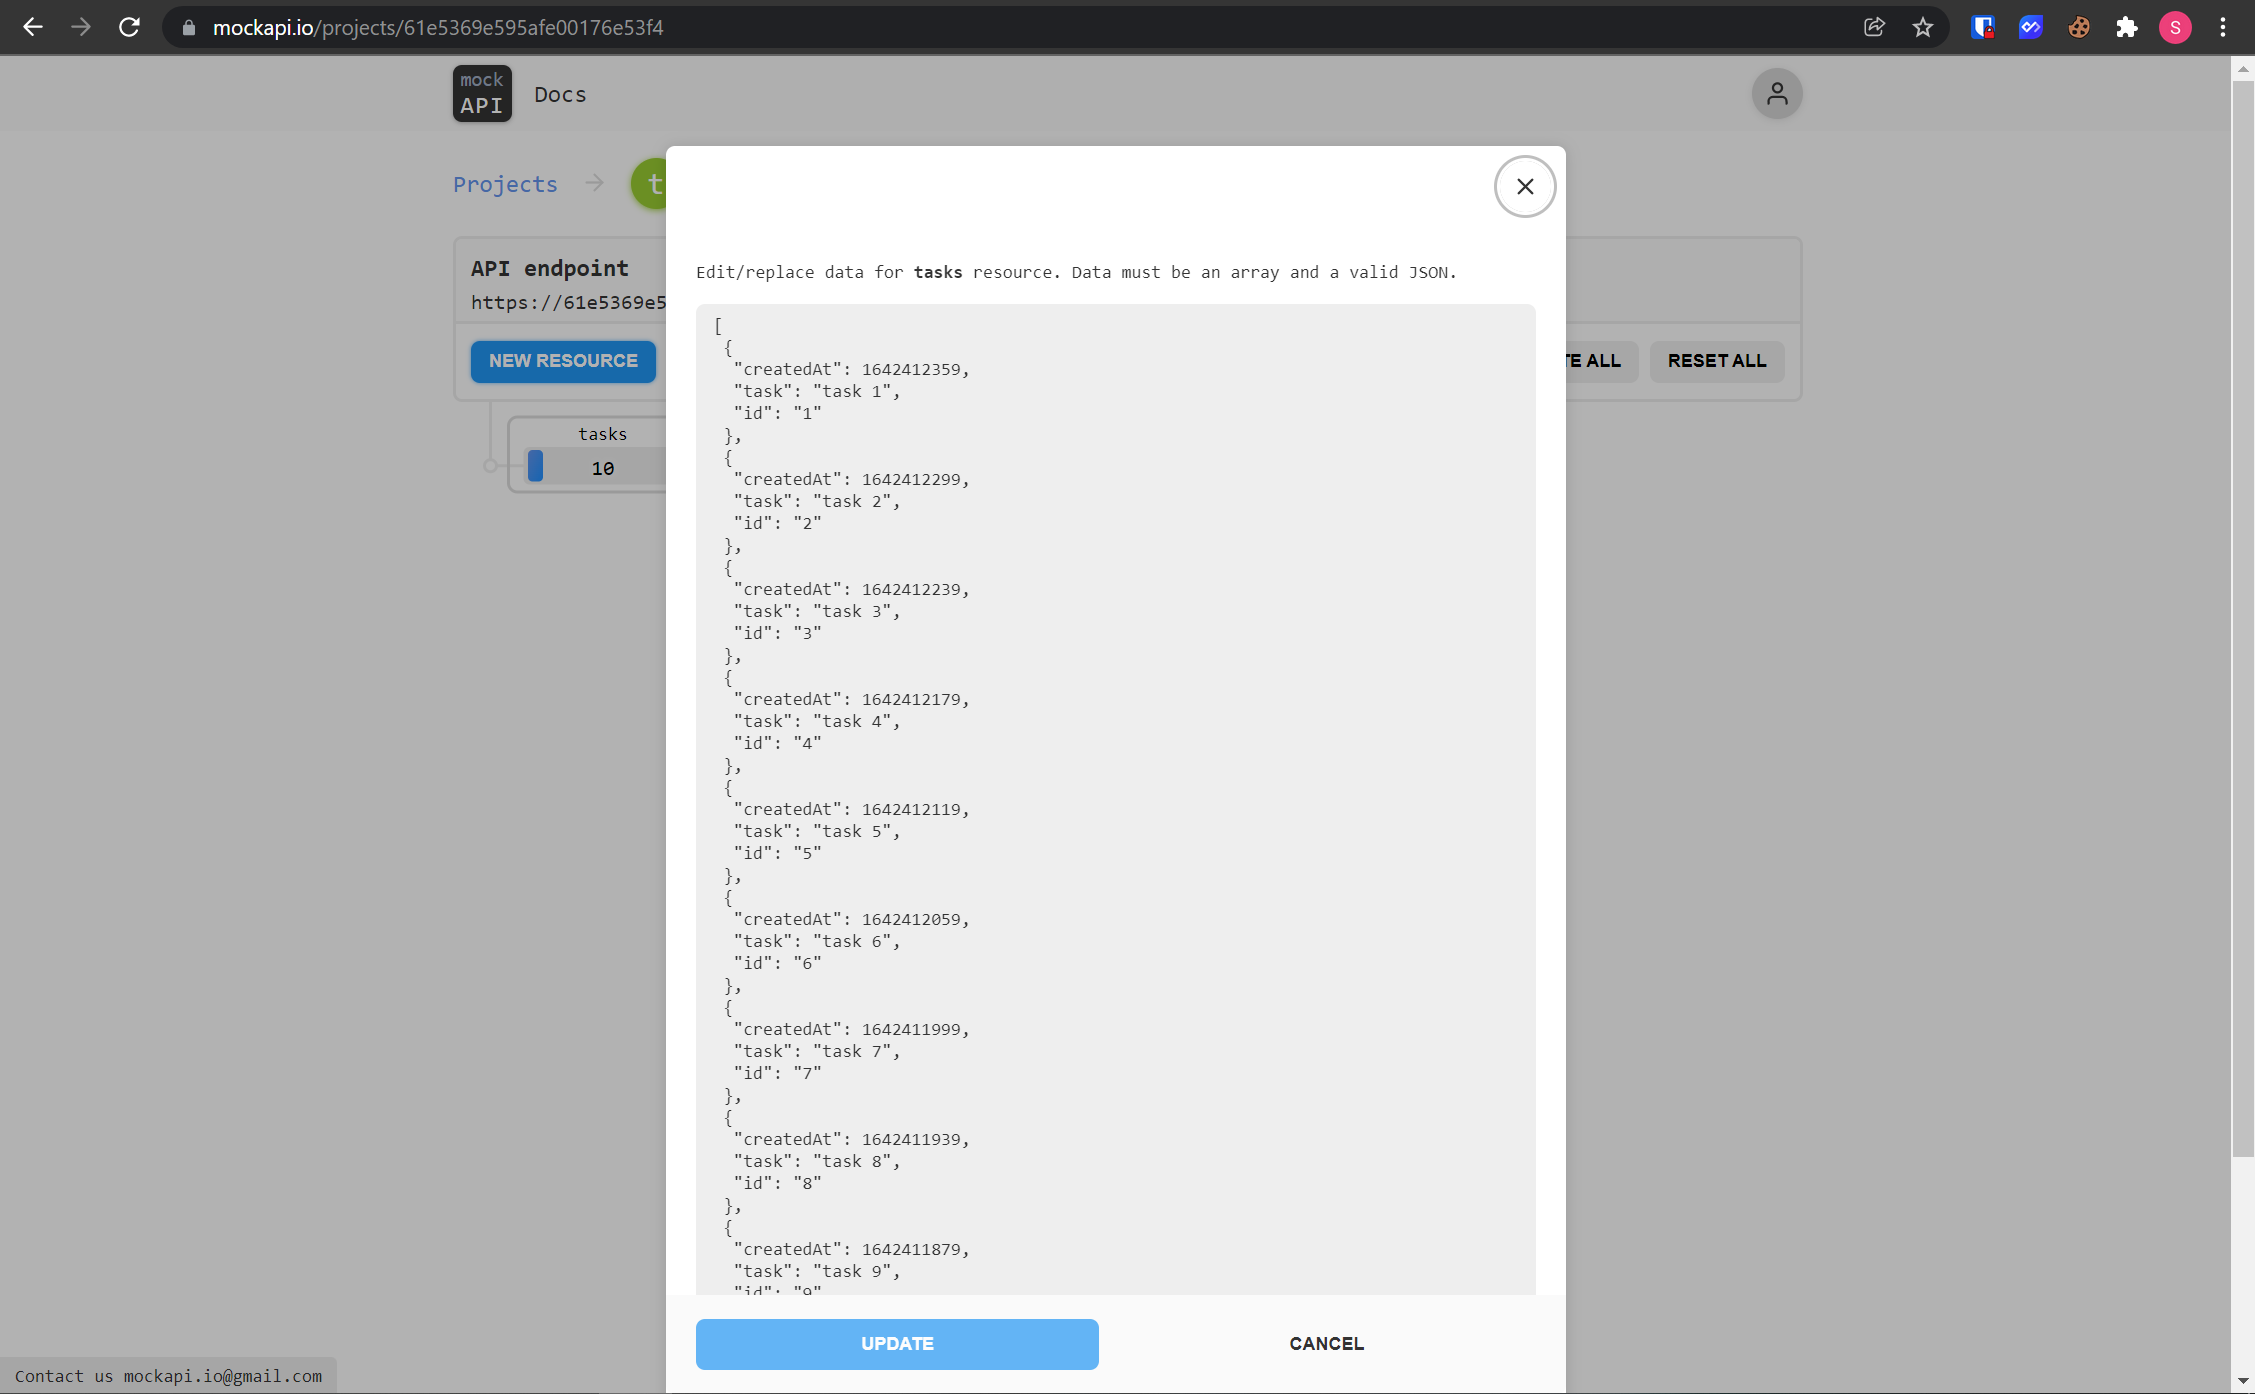 mockapi.io/projects/61e5369e595afe00176e53f4
S
mock
API
Docs
Projects
t
API endpoint
https://61e5369e5
NEW RESOURCE
TE ALL
RESET ALL
tasks
10
Edit/replace data for tasks resource. Data must be an array and a valid JSON.
[
{
"createdAt": 1642412359,
"task": "task 1",
"id": "1"
},
{
"createdAt": 1642412299,
"task": "task 2",
"id": "2"
},
{
"createdAt": 1642412239,
"task": "task 3",
"id": "3"
},
{
"createdAt": 1642412179,
"task": "task 4",
"id": "4"
},
{
"createdAt": 1642412119,
"task": "task 5",
"id": "5"
},
{
"createdAt": 1642412059,
"task": "task 6",
"id": "6"
},
{
"createdAt": 1642411999,
"task": "task 7",
"id": "7"
},
{
"createdAt": 1642411939,
"task": "task 8",
"id": "8"
},
{
"createdAt": 1642411879,
"task": "task 9",
"id": "9"
UPDATE
CANCEL
Contact us mockapi.io@gmail.com